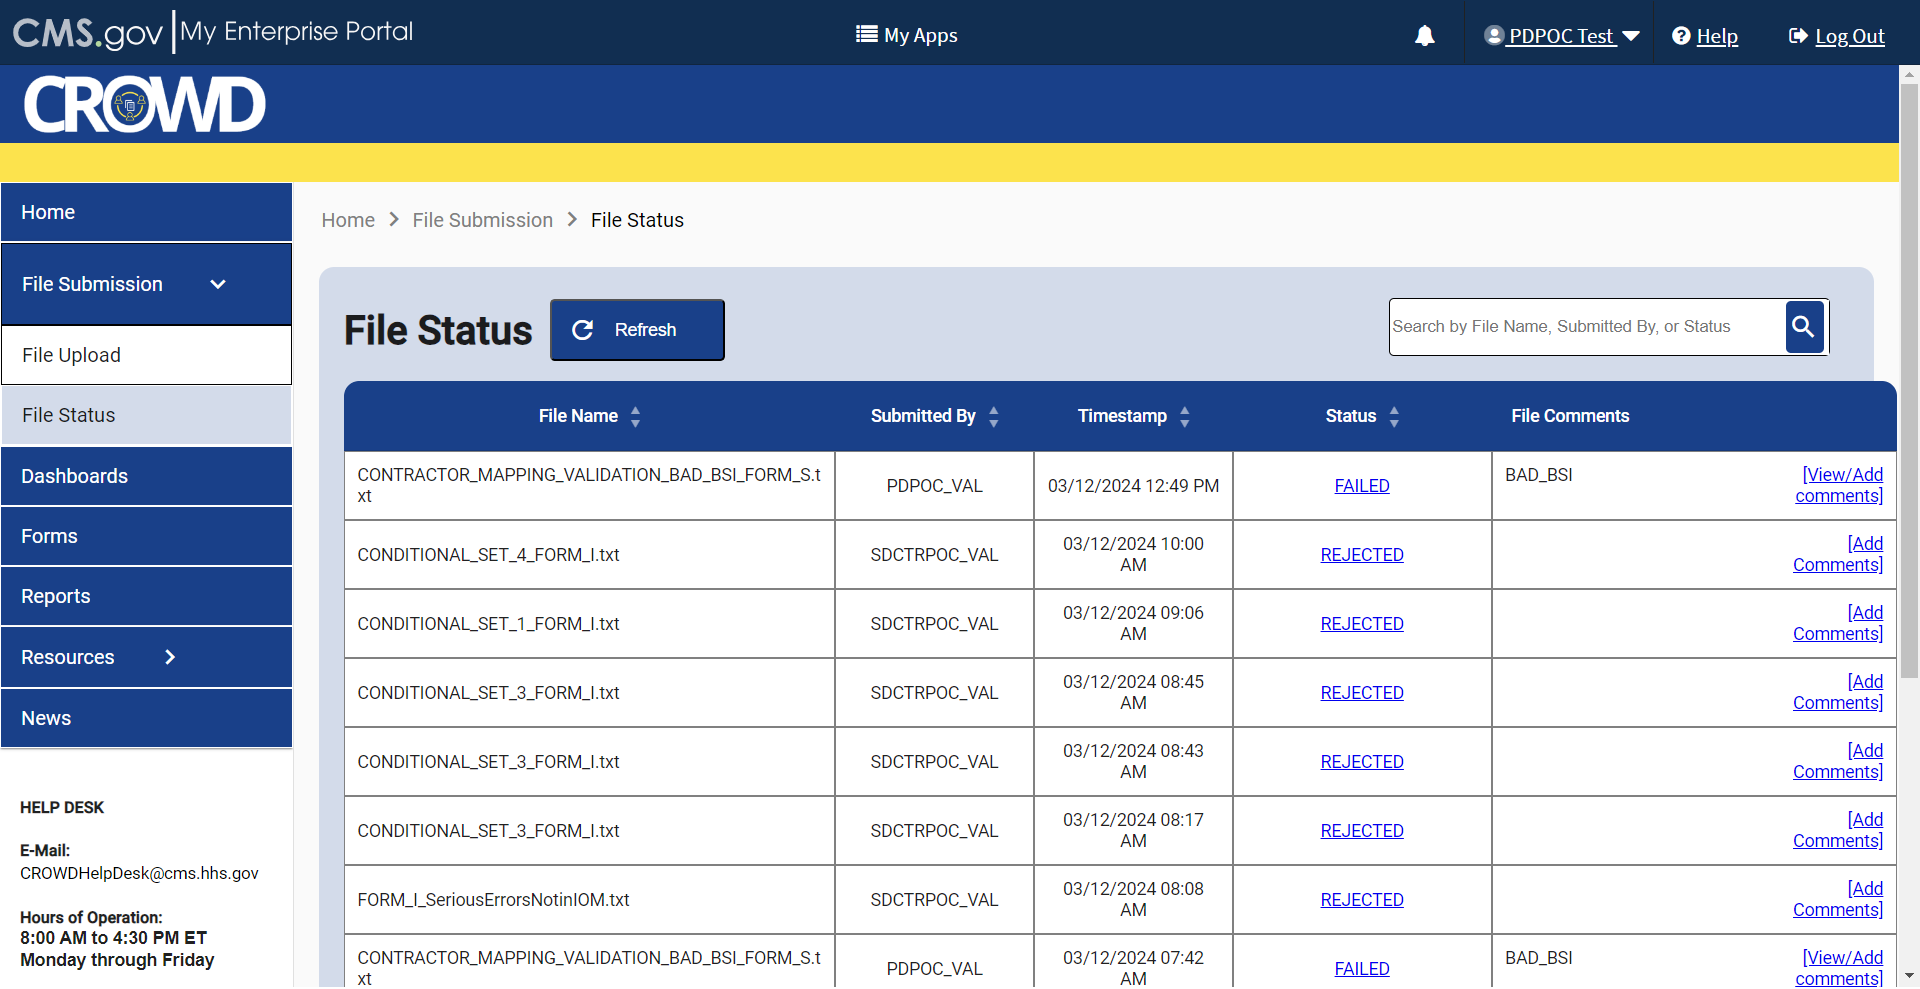 CMS.gov My Enterprise Portal
My Apps
PDPOC Test
Help
Log Out
CROWD
Home
File Submission
File Upload
File Status
Dashboards
Forms
Reports
Resources
News
HELP DESK
E-Mail:
CROWDHelpDesk@cms.hhs.gov
Hours of Operation:
8:00 AM to 4:30 PM ET
Monday through Friday
Home > File Submission > File Status
File Status
Refresh
Search by File Name, Submitted By, or Status
File Name Submitted By Timestamp Status File Comments
CONTRACTOR_MAPPING_VALIDATION_BAD_BSI_FORM_S.t
xt
PDPOC_VAL
03/12/2024 12:49 PM
FAILED
BAD_BSI
[View/Add
comments]
CONDITIONAL_SET_4_FORM_I.txt
SDCTRPOC_VAL
03/12/2024 10:00
AM
REJECTED
[Add
Comments]
CONDITIONAL_SET_1_FORM_I.txt
SDCTRPOC_VAL
03/12/2024 09:06
AM
REJECTED
[Add
Comments]
CONDITIONAL_SET_3_FORM_I.txt
SDCTRPOC_VAL
03/12/2024 08:45
AM
REJECTED
[Add
Comments]
CONDITIONAL_SET_3_FORM_I.txt
SDCTRPOC_VAL
03/12/2024 08:43
AM
REJECTED
[Add
Comments]
CONDITIONAL_SET_3_FORM_I.txt
SDCTRPOC_VAL
03/12/2024 08:17
AM
REJECTED
[Add
Comments]
FORM_I_SeriousErrorsNotinIOM.txt
SDCTRPOC_VAL
03/12/2024 08:08
AM
REJECTED
[Add
Comments]
CONTRACTOR_MAPPING_VALIDATION_BAD_BSI_FORM_S.t
xt
PDPOC_VAL
03/12/2024 07:42
AM
FAILED
BAD_BSI
[View/Add
comments]